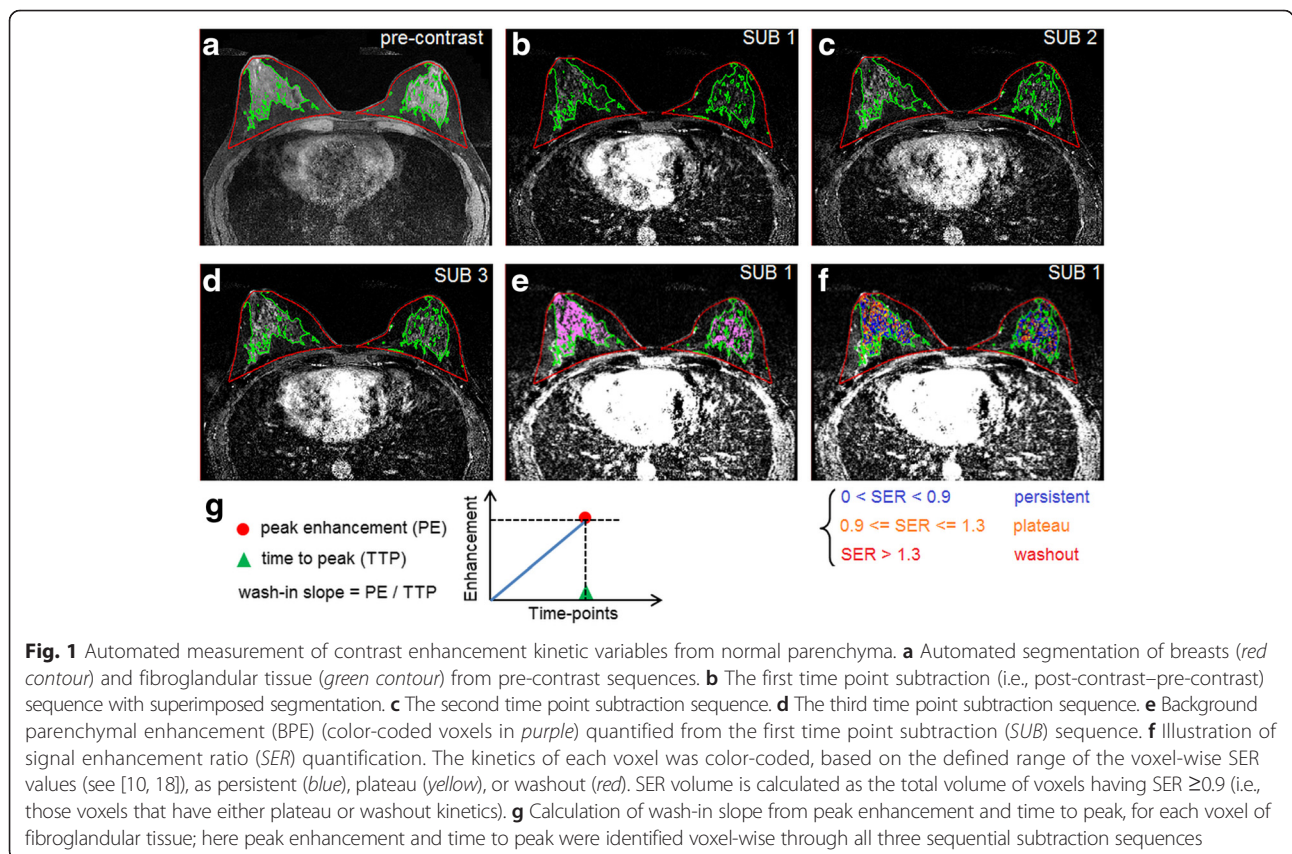 a pre-contrast
b SUB 1
c SUB 2
d SUB 3
e SUB 1
f SUB 1
g
peak enhancement (PE)
time to peak (TTP)
wash-in slope = PE / TTP
Enhancement
Time-points
0 < SER < 0.9 persistent
0.9 <= SER <= 1.3 plateau
SER > 1.3 washout
Fig. 1 Automated measurement of contrast enhancement kinetic variables from normal parenchyma. a Automated segmentation of breasts (red
contour) and fibroglandular tissue (green contour) from pre-contrast sequences. b The first time point subtraction (i.e., post-contrast–pre-contrast)
sequence with superimposed segmentation. c The second time point subtraction sequence. d The third time point subtraction sequence. e Background
parenchymal enhancement (BPE) (color-coded voxels in purple) quantified from the first time point subtraction (SUB) sequence. f Illustration of
signal enhancement ratio (SER) quantification. The kinetics of each voxel was color-coded, based on the defined range of the voxel-wise SER
values (see [10, 18]), as persistent (blue), plateau (yellow), or washout (red). SER volume is calculated as the total volume of voxels having SER ≥0.9 (i.e.,
those voxels that have either plateau or washout kinetics). g Calculation of wash-in slope from peak enhancement and time to peak, for each voxel of
fibroglandular tissue; here peak enhancement and time to peak were identified voxel-wise through all three sequential subtraction sequences